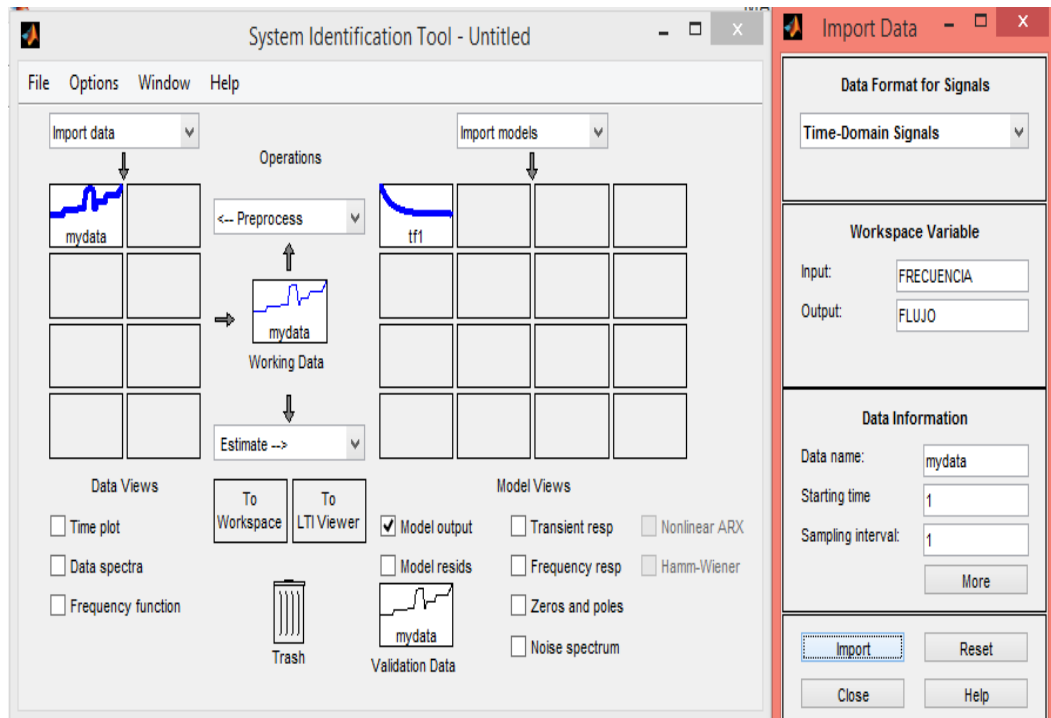 System Identification Tool - Untitled
File Options Window Help
Import data
Import models
Operations
mydata
<-- Preprocess
tf1
mydata
Working Data
Estimate -->
Data Views
To Workspace
To LTI Viewer
Model Views
Time plot
Data spectra
Frequency function
Trash
Model output
Transient resp
Nonlinear ARX
Model resids
Frequency resp
Hamm-Wiener
Zeros and poles
Noise spectrum
mydata
Validation Data
Import Data
Data Format for Signals
Time-Domain Signals
Workspace Variable
Input: FRECUENCIA
Output: FLUJO
Data Information
Data name: mydata
Starting time 1
Sampling interval: 1
More
Import Reset
Close Help